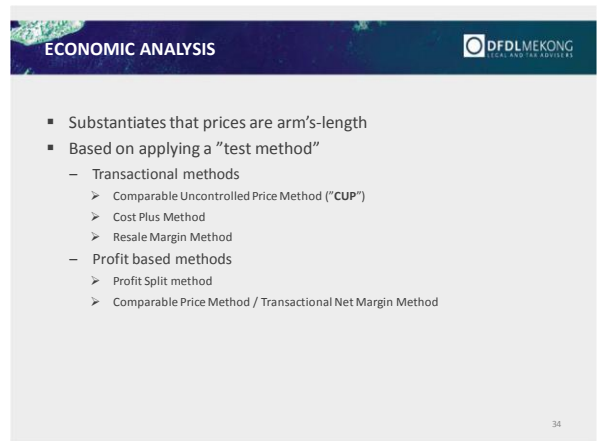 ECONOMIC ANALYSIS
DFDLMEKONG
LEGAL AND TAX ADVISERS
▪ Substantiates that prices are arm's-length
▪ Based on applying a "test method"
– Transactional methods
➢ Comparable Uncontrolled Price Method ("CUP")
➢ Cost Plus Method
➢ Resale Margin Method
– Profit based methods
➢ Profit Split method
➢ Comparable Price Method / Transactional Net Margin Method
34